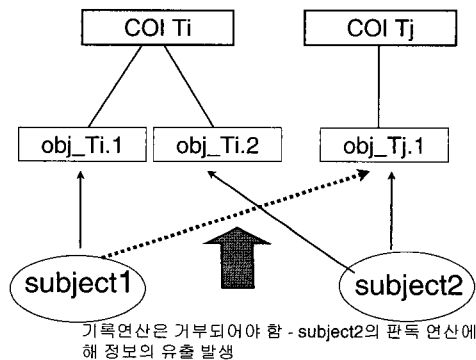 COI Ti
COI Tj
obj_Ti.1
obj_Ti.2
obj_Tj.1
subject1
subject2
기록연산은 거부되어야 함 - subject2의 판독 연산에
해 정보의 유출 발생